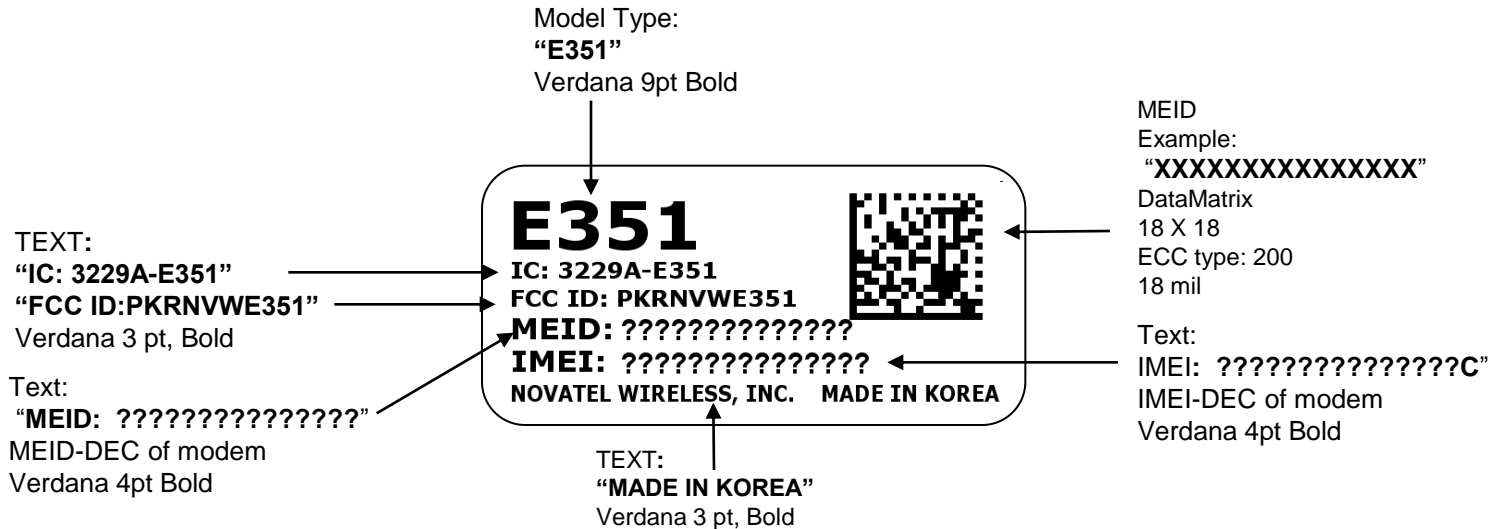 Model Type:
“E351”
Verdana 9pt Bold
MEID
Example:
“XXXXXXXXXXXXXXX”
DataMatrix
18 X 18
ECC type: 200
18 mil
TEXT:
“IC: 3229A-E351”
“FCC ID:PKRNVWE351”
Verdana 3 pt, Bold
Text:
“MEID: ???????????????”
MEID-DEC of modem
Verdana 4pt Bold
E351
IC: 3229A-E351
FCC ID: PKRNVWE351
MEID: ??????????????
IMEI: ???????????????
NOVATEL WIRELESS, INC. MADE IN KOREA
Text:
IMEI: ???????????????C”
IMEI-DEC of modem
Verdana 4pt Bold
TEXT:
“MADE IN KOREA”
Verdana 3 pt, Bold